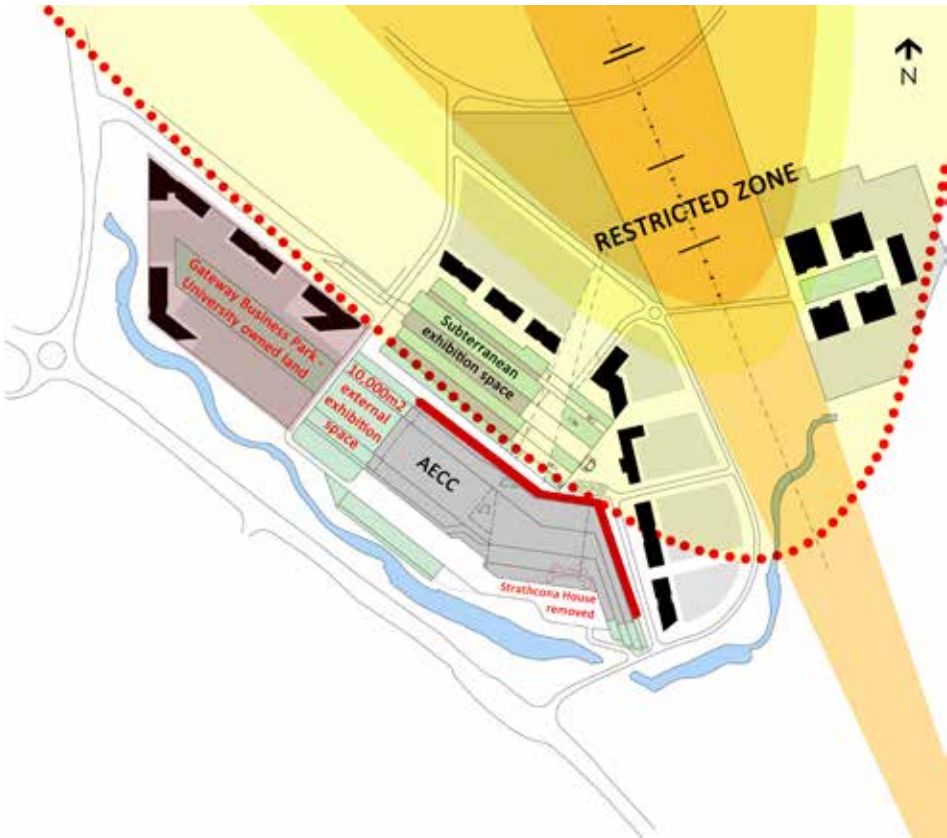 N
RESTRICTED ZONE
Gateway Business Park -
University owned land
Subterranean
exhibition space
10,000m2
external
exhibition
space
AECC
Strathcona House
removed